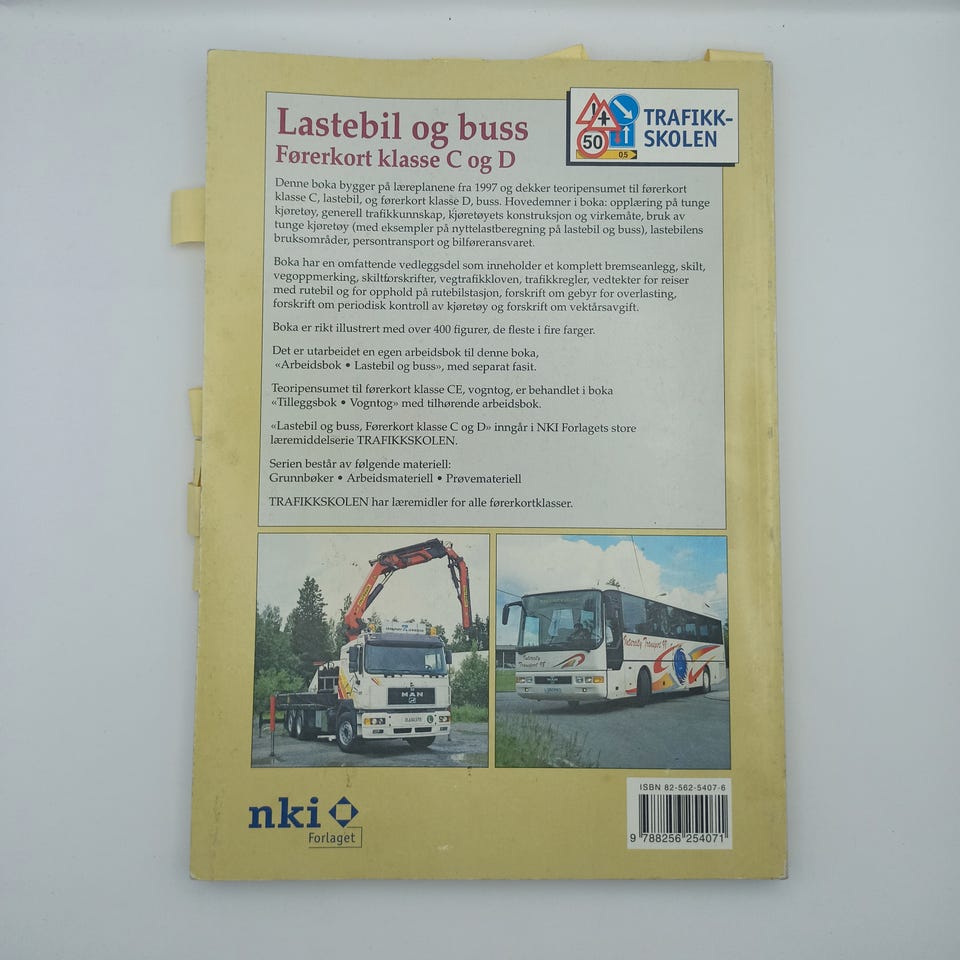 Lastebil og buss
Førerkort klasse C og D
50
0,5
TRAFIKK-
SKOLEN
Denne boka bygger på læreplanene fra 1997 og dekker teoripensumet til førerkort
klasse C, lastebil, og førerkort klasse D, buss. Hovedemner i boka: opplæring på tunge
kjøretøy, generell trafikkunnskap, kjøretøyets konstruksjon og virkemåte, bruk av
tunge kjøretøy (med eksempler på nyttelastberegning på lastebil og buss), lastebilens
bruksområder, persontransport og bilføreransvaret.
Boka har en omfattende vedleggsdel som inneholder et komplett bremseanlegg, skilt,
vegoppmerking, skiltforskrifter, vegtrafikkloven, trafikkregler, vedtekter for reiser
med rutebil og for opphold på rutebilstasjon, forskrift om gebyr for overlasting,
forskrift om periodisk kontroll av kjøretøy og forskrift om vektårsavgift.
Boka er rikt illustrert med over 400 figurer, de fleste i fire farger.
Det er utarbeidet en egen arbeidsbok til denne boka,
«Arbeidsbok • Lastebil og buss», med separat fasit.
Teoripensumet til førerkort klasse CE, vogntog, er behandlet i boka
«Tilleggsbok • Vogntog» med tilhørende arbeidsbok.
«Lastebil og buss, Førerkort klasse C og D» inngår i NKI Forlagets store
læremiddelserie TRAFIKKSKOLEN.
Serien består av følgende materiell:
Grunnbøker • Arbeidsmateriell • Prøvemateriell
TRAFIKKSKOLEN har læremidler for alle førerkortklasser.
MAN
Intercity Transport 98
Intercity
Transport 98
nki
Forlaget
ISBN 82-562-5407-6
9 788256 254071